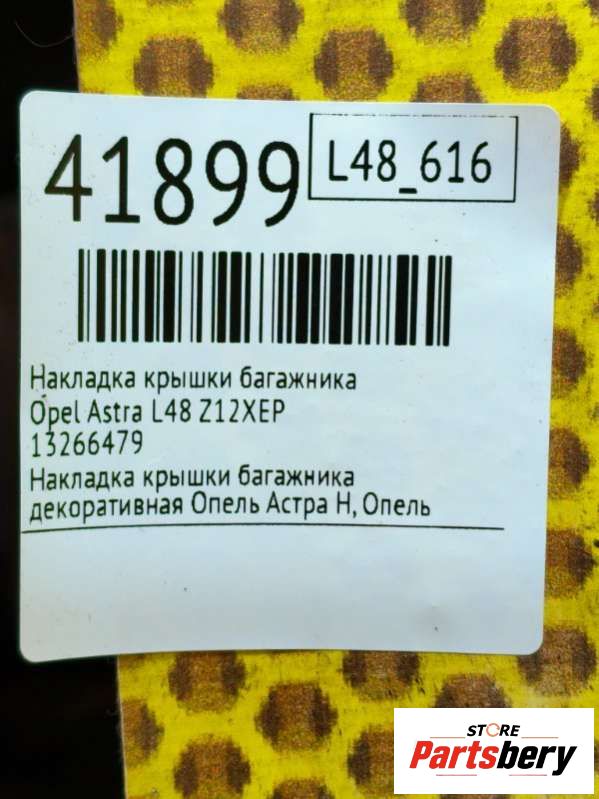 41899
L48_616
Накладка крышки багажника
Opel Astra L48 Z12XEP
13266479
Накладка крышки багажника
декоративная Опель Астра H, Опель
STORE
Partsbery